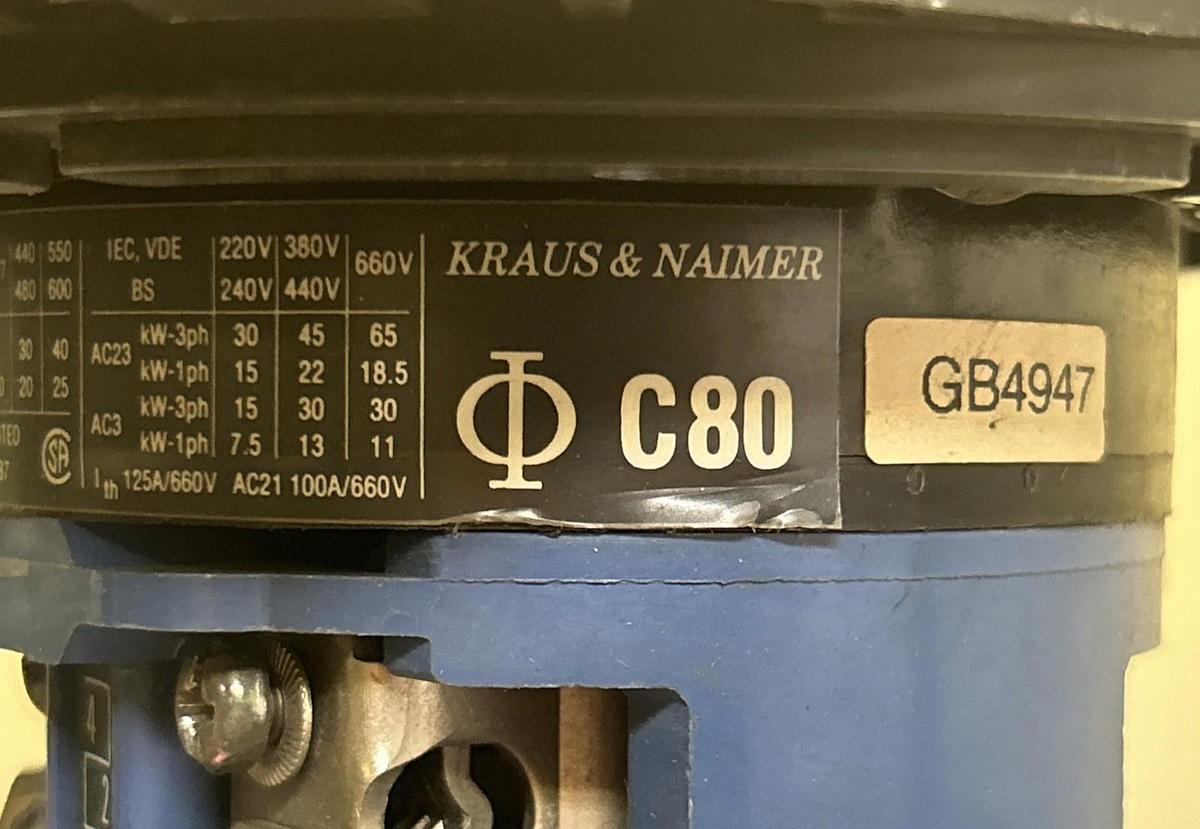 440 550
480 600
30 40
20 25
IEC, VDE 220V 380V 660V
BS 240V 440V
AC23 kW-3ph 30 45 65
kW-1ph 15 22 18.5
AC3 kW-3ph 15 30 30
kW-1ph 7.5 13 11
Ith 125A/660V AC21 100A/660V
KRAUS & NAIMER
C80
GB4947
4
2